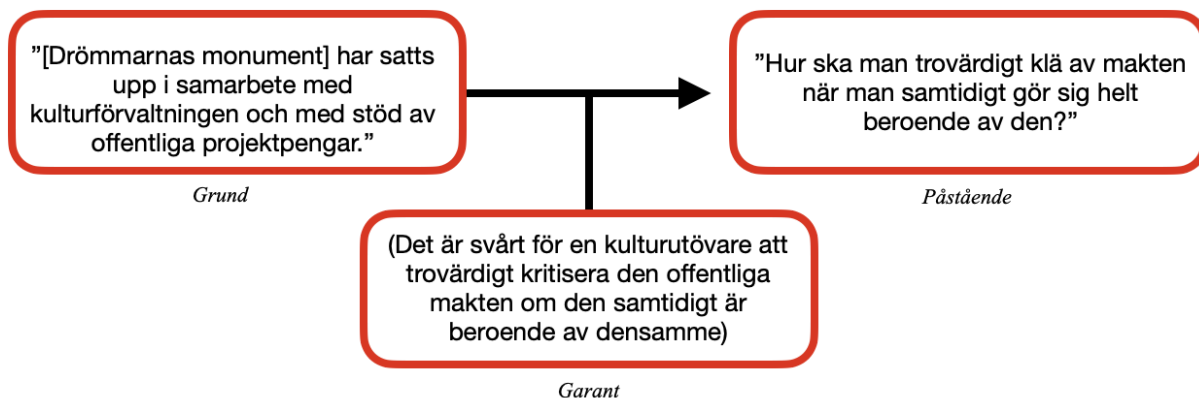 ”[Drömmarnas monument] har satts
upp i samarbete med
kulturförvaltningen och med stöd av
offentliga projektpengar.”
Grund
”Hur ska man trovärdigt klä av makten
när man samtidigt gör sig helt
beroende av den?”
Påstående
(Det är svårt för en kulturutövare att
trovärdigt kritisera den offentliga
makten om den samtidigt är
beroende av densamme)
Garant